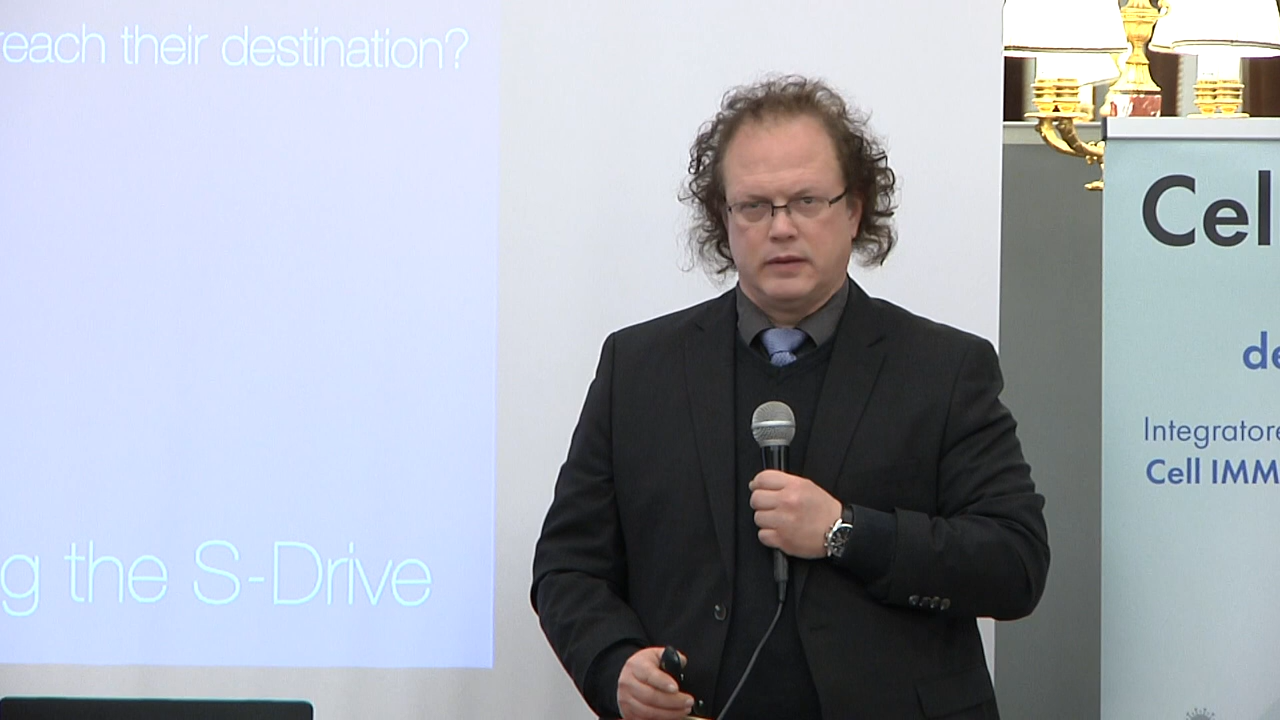 reach their destination?
g the S-Drive
Cel
de
Integratore
Cell IMM